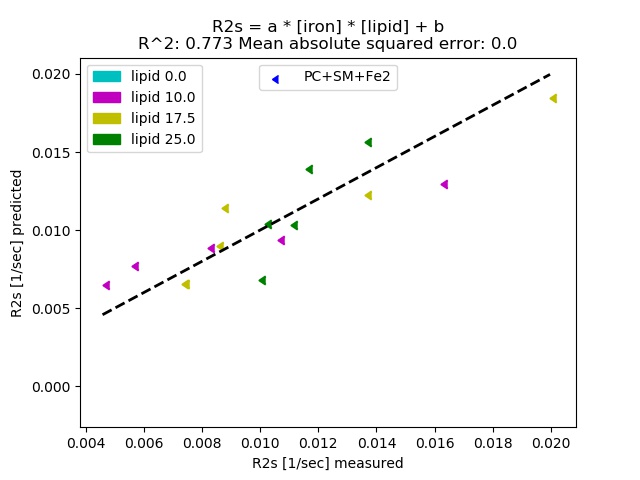 R2s = a * [iron] * [lipid] + b
R^2: 0.773 Mean absolute squared error: 0.0
lipid 0.0
lipid 10.0
lipid 17.5
lipid 25.0
PC+SM+Fe2
R2s [1/sec] predicted
0.020
0.015
0.010
0.005
0.000
0.004 0.006 0.008 0.010 0.012 0.014 0.016 0.018 0.020
R2s [1/sec] measured